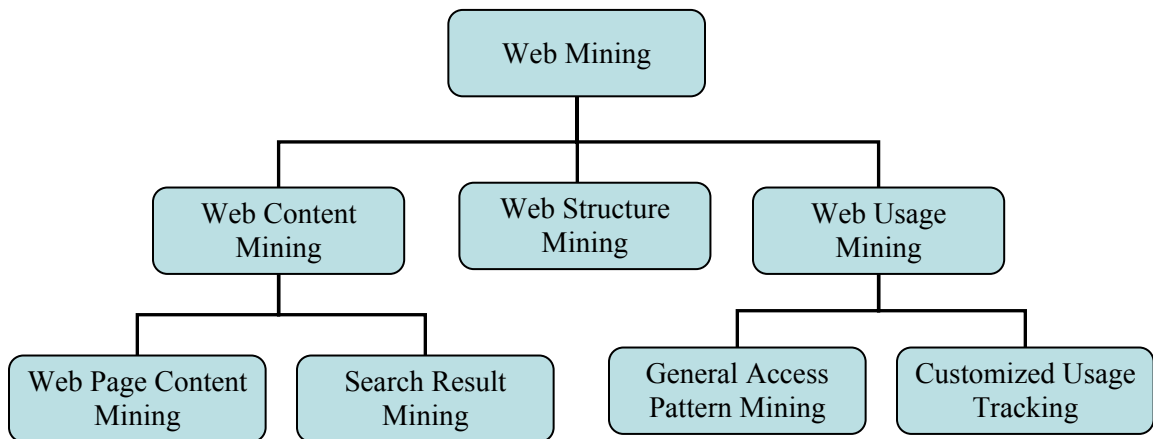 Web Mining
Web Content
Mining
Web Structure
Mining
Web Usage
Mining
Web Page Content
Mining
Search Result
Mining
General Access
Pattern Mining
Customized Usage
Tracking